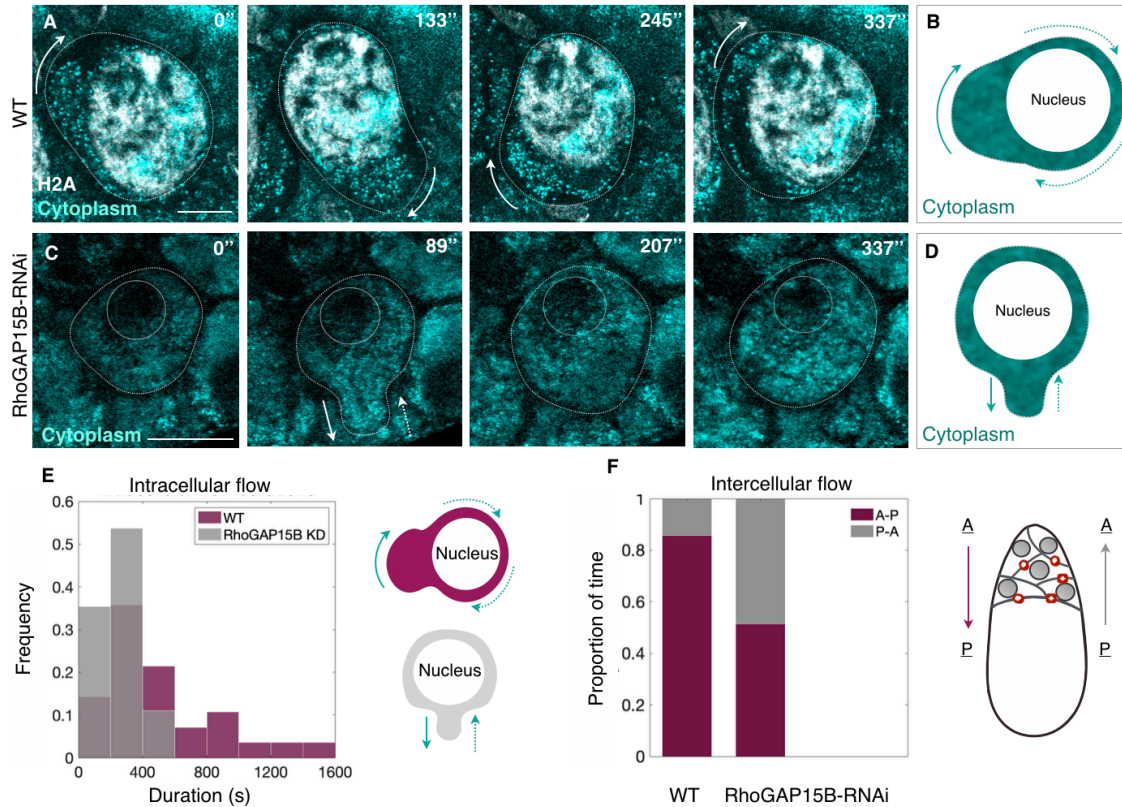 A 0’’ 133’’ 245’’ 337’’ B
WT
Nucleus
H2A
Cytoplasm
Cytoplasm
C 0’’ 89’’ 207’’ 337’’ D
RhoGAP15B-RNAi
Nucleus
Cytoplasm
Cytoplasm
E
Intracellular flow
0.6
0.5
0.4
0.3
0.2
0.1
0
Frequency
WT
RhoGAP15B KD
0 400 800 1200 1600
Duration (s)
Nucleus
Nucleus
F
Intercellular flow
1
0.8
0.6
0.4
0.2
0
Proportion of time
A-P
P-A
WT RhoGAP15B-RNAi
A A
P P